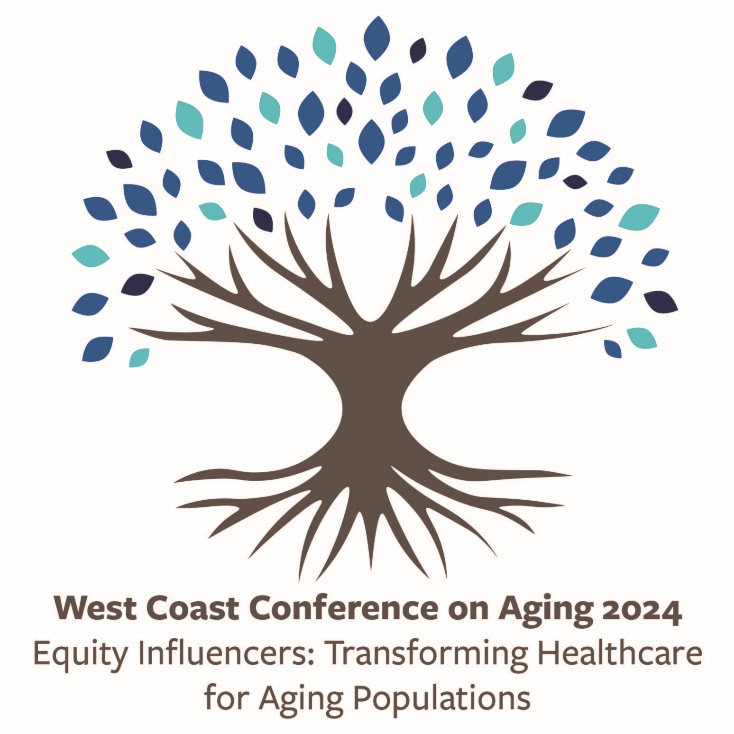 West Coast Conference on Aging 2024
Equity Influencers: Transforming Healthcare
for Aging Populations